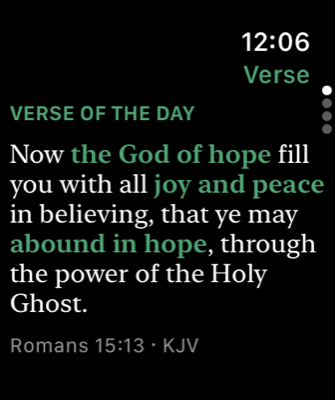 12:06
Verse
VERSE OF THE DAY
Now the God of hope fill
you with all joy and peace
in believing, that ye may
abound in hope, through
the power of the Holy
Ghost.
Romans 15:13 · KJV